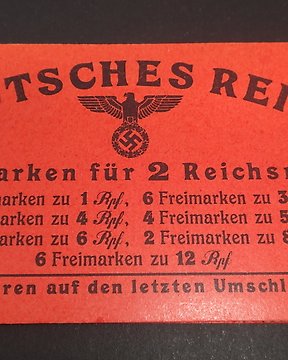 UTSCHES REI
arken für 2 Reichsm
marken zu 1 Rpf, 6 Freimarken zu 3
marken zu 4 Rpf, 4 Freimarken zu 5
marken zu 6 Rpf, 2 Freimarken zu 8
6 Freimarken zu 12 Rpf
ren auf den letzten Umschl